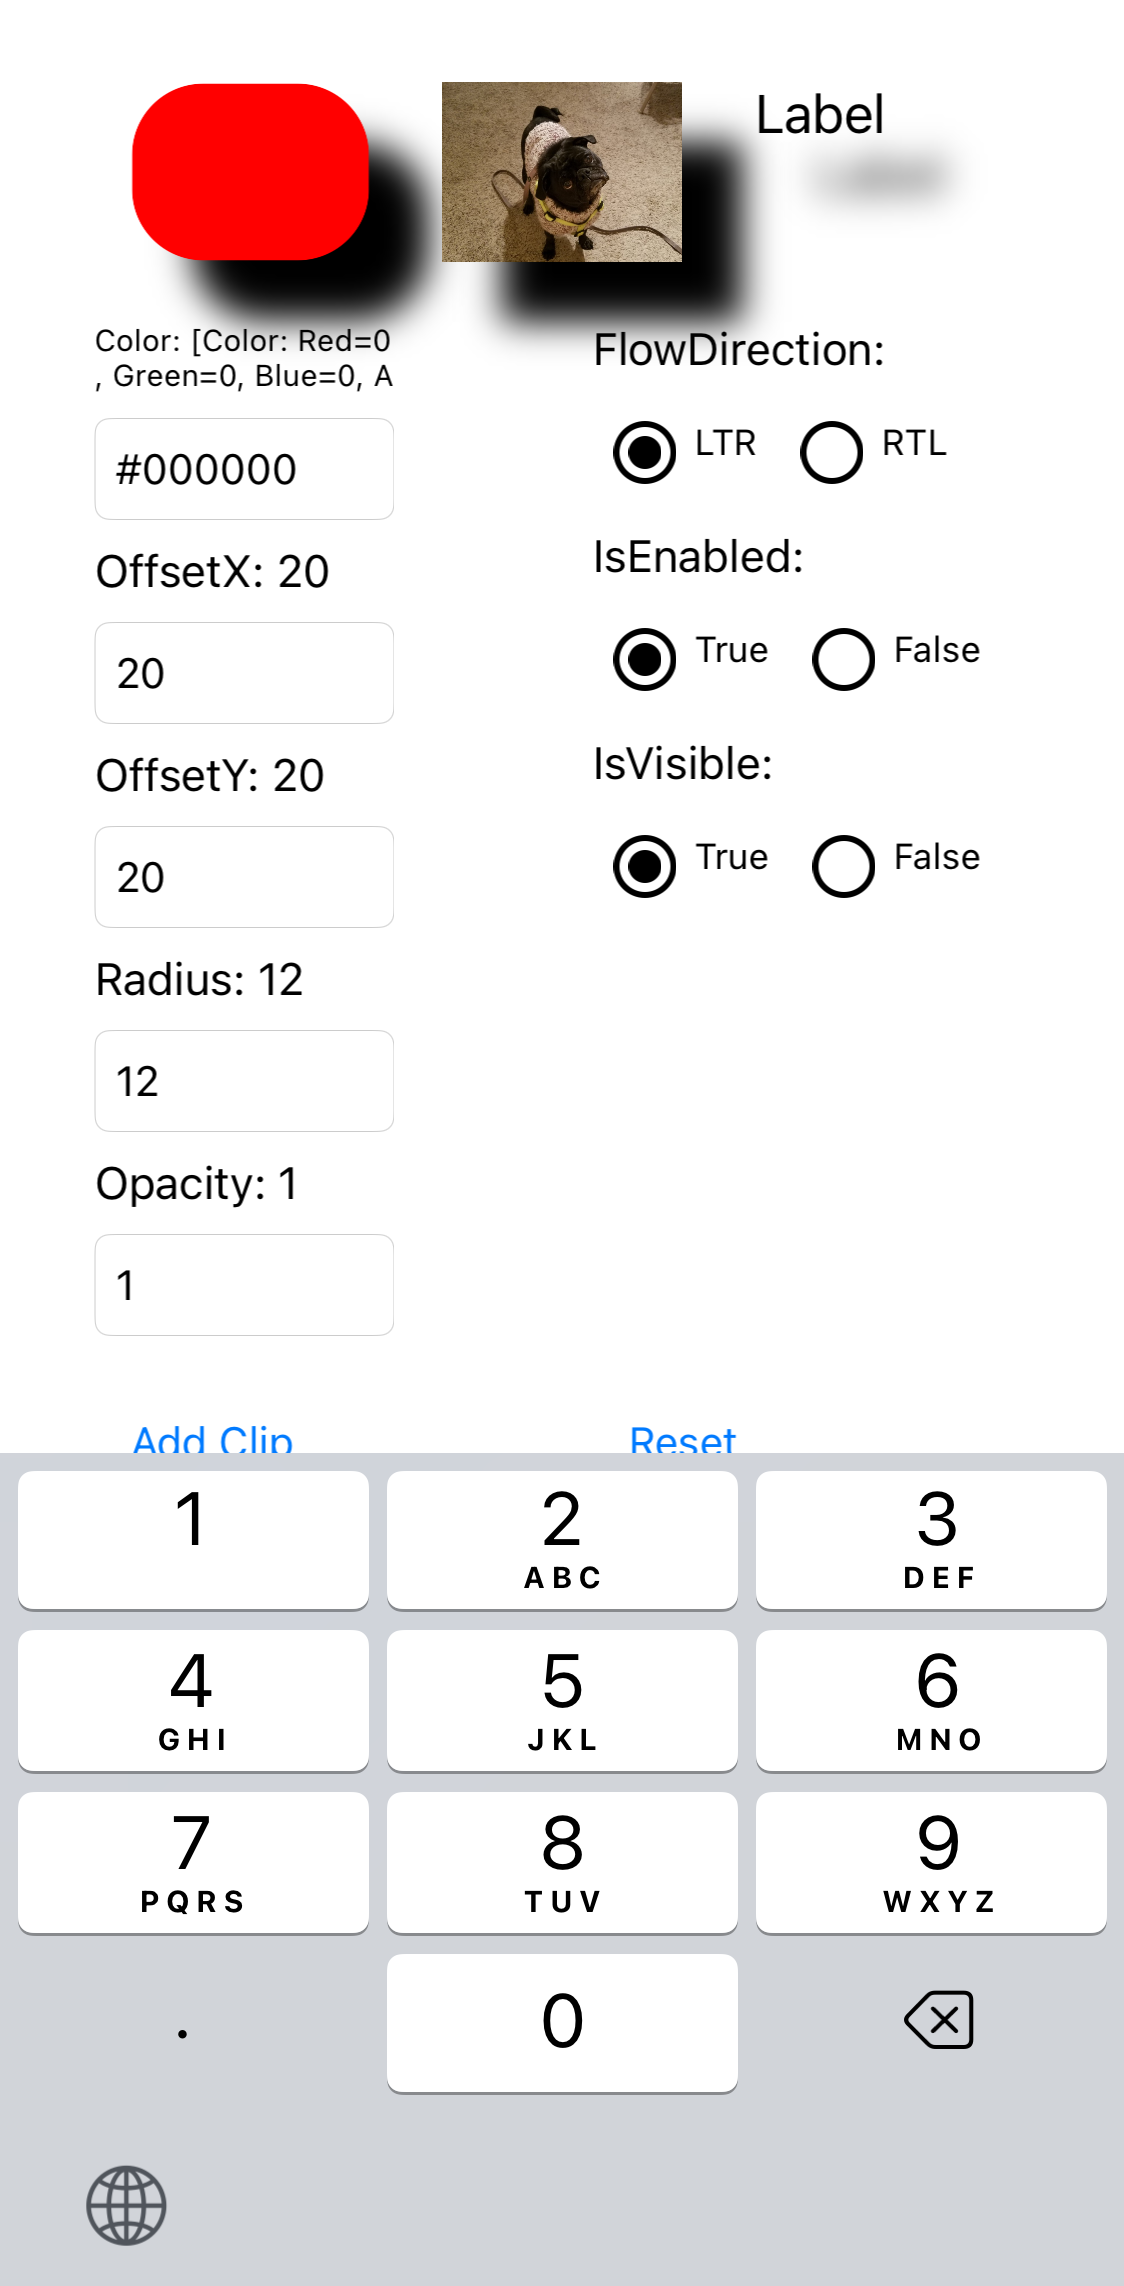 Label
Label
Color: [Color: Red=0
, Green=0, Blue=0, A
#000000
OffsetX: 20
20
OffsetY: 20
20
Radius: 12
12
Opacity: 1
1
FlowDirection:
LTR RTL
IsEnabled:
True False
IsVisible:
True False
Add Clip Reset
1 2 3
ABC DEF
4 5 6
GHI JKL MNO
7 8 9
PQRS TUV WXYZ
. 0